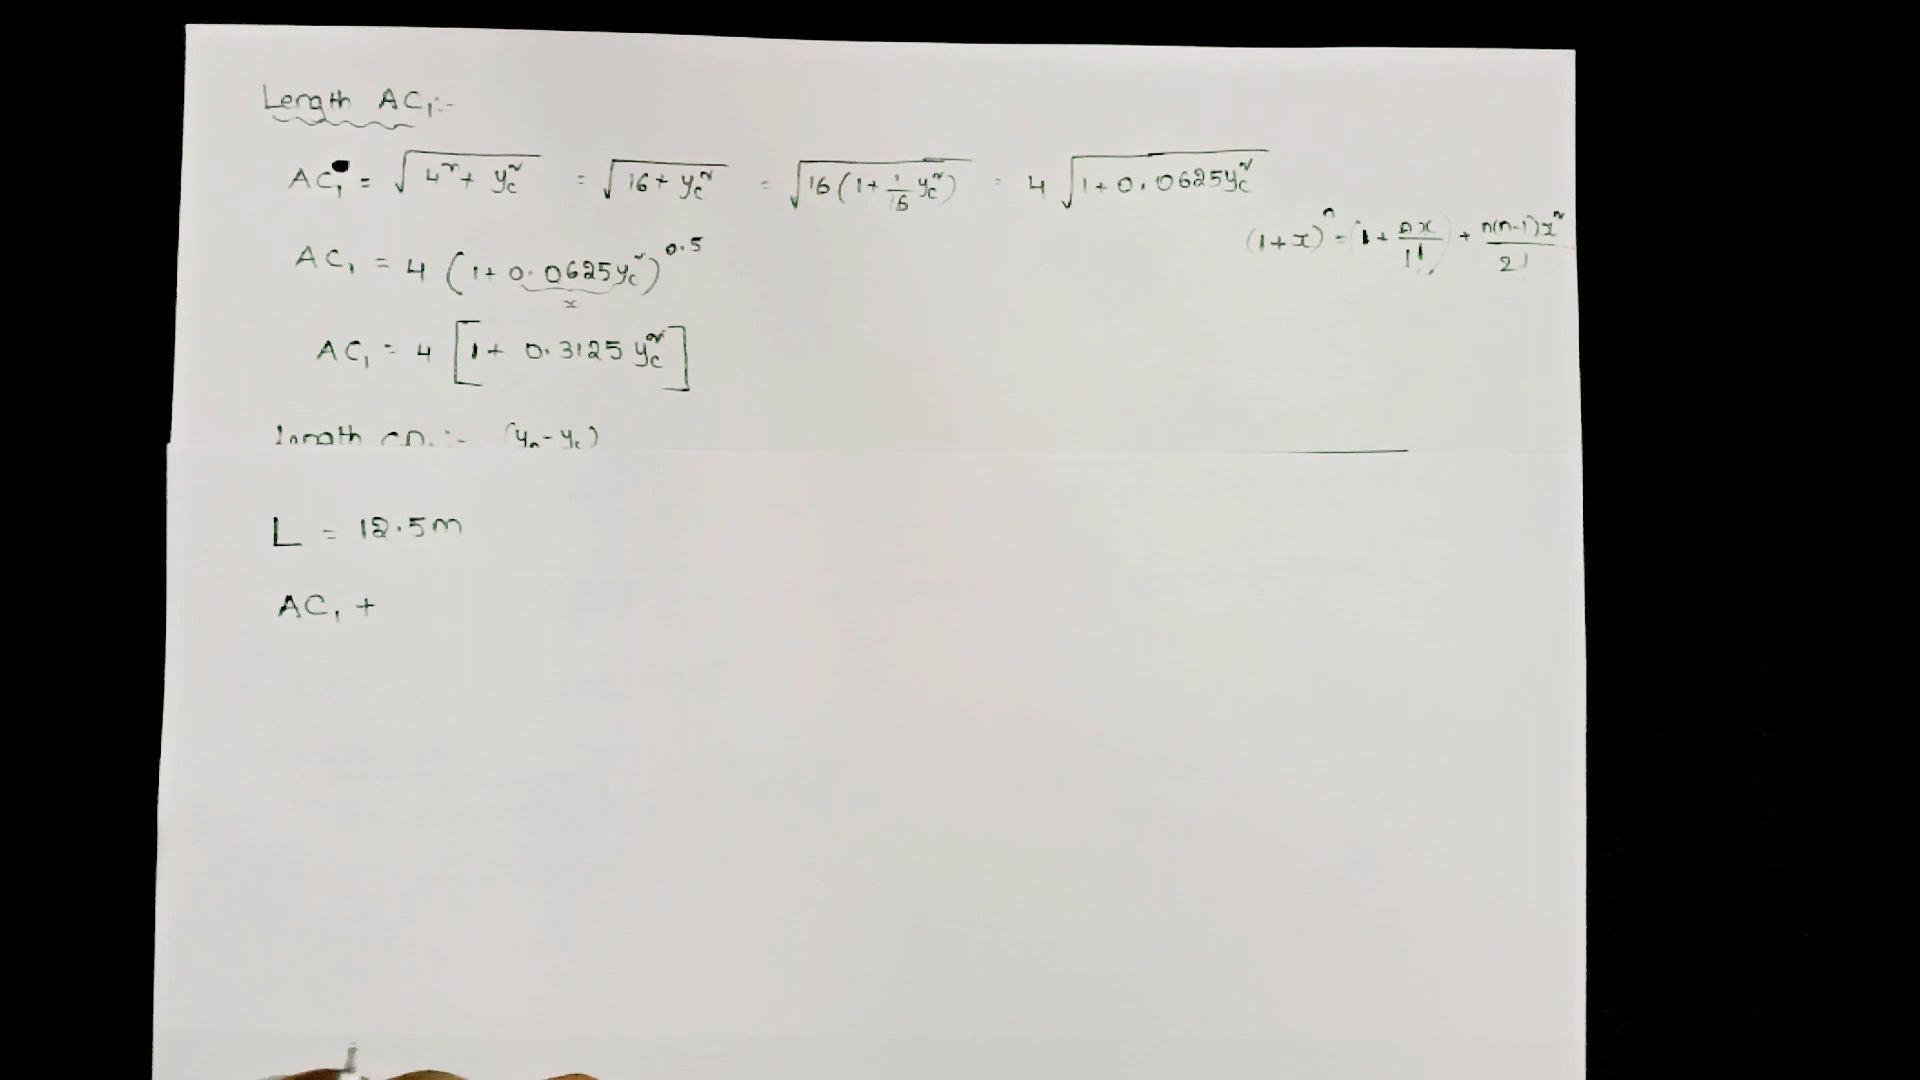 Length AC₁:-
AC₁ = √(4² + y_c²) = √(16 + y_c²) = √(16(1 + 1/16 y_c²)) = 4 √(1 + 0.0625y_c²)
(1+x)ⁿ = (1 + nx/1!) + n(n-1)x²/2!
AC₁ = 4 (1 + 0.0625y_c²)^0.5
x
AC₁ = 4 [1 + 0.3125 y_c²]
length :-
L = 12.5m
AC₁ +